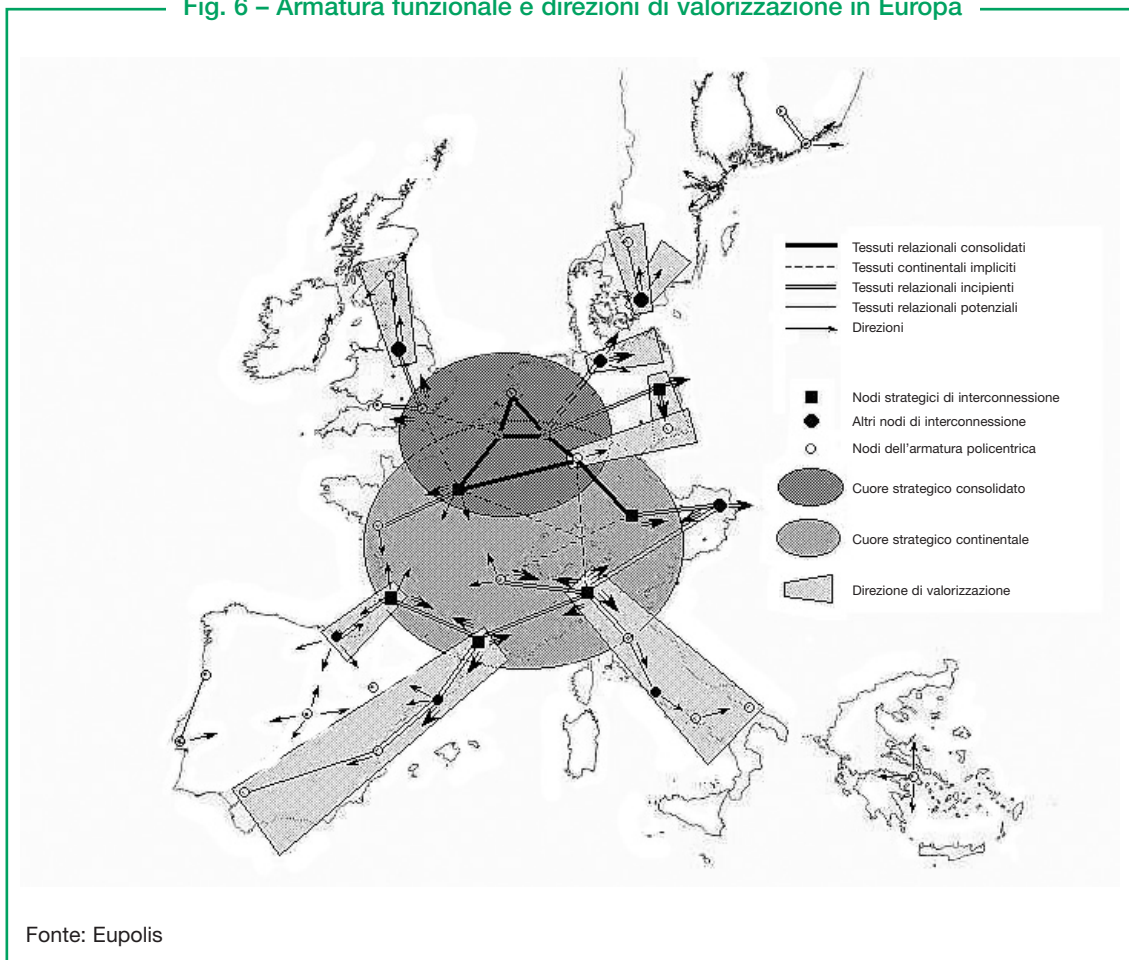 Fig. 6 – Armatura funzionale e direzioni di valorizzazione in Europa
Tessuti relazionali consolidati
Tessuti continentali impliciti
Tessuti relazionali incipienti
Tessuti relazionali potenziali
Direzioni
Nodi strategici di interconnessione
Altri nodi di interconnessione
Nodi dell'armatura policentrica
Cuore strategico consolidato
Cuore strategico continentale
Direzione di valorizzazione
Fonte: Eupolis